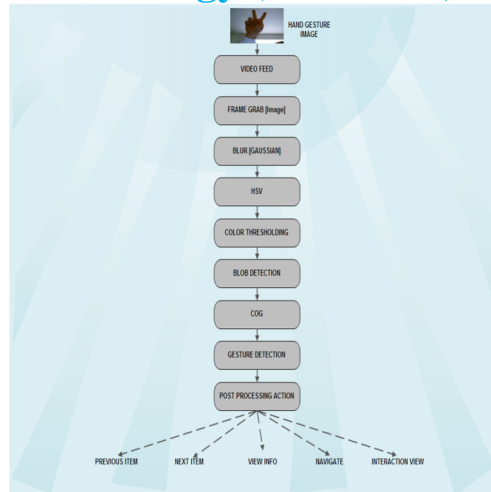 HAND GESTURE
IMAGE
VIDEO FEED
FRAME GRAB [Image]
BLUR [GAUSSIAN]
HSV
COLOR THRESHOLDING
BLOB DETECTION
COG
GESTURE DETECTION
POST PROCESSING ACTION
PREVIOUS ITEM NEXT ITEM VIEW INFO NAVIGATE INTERACTION VIEW